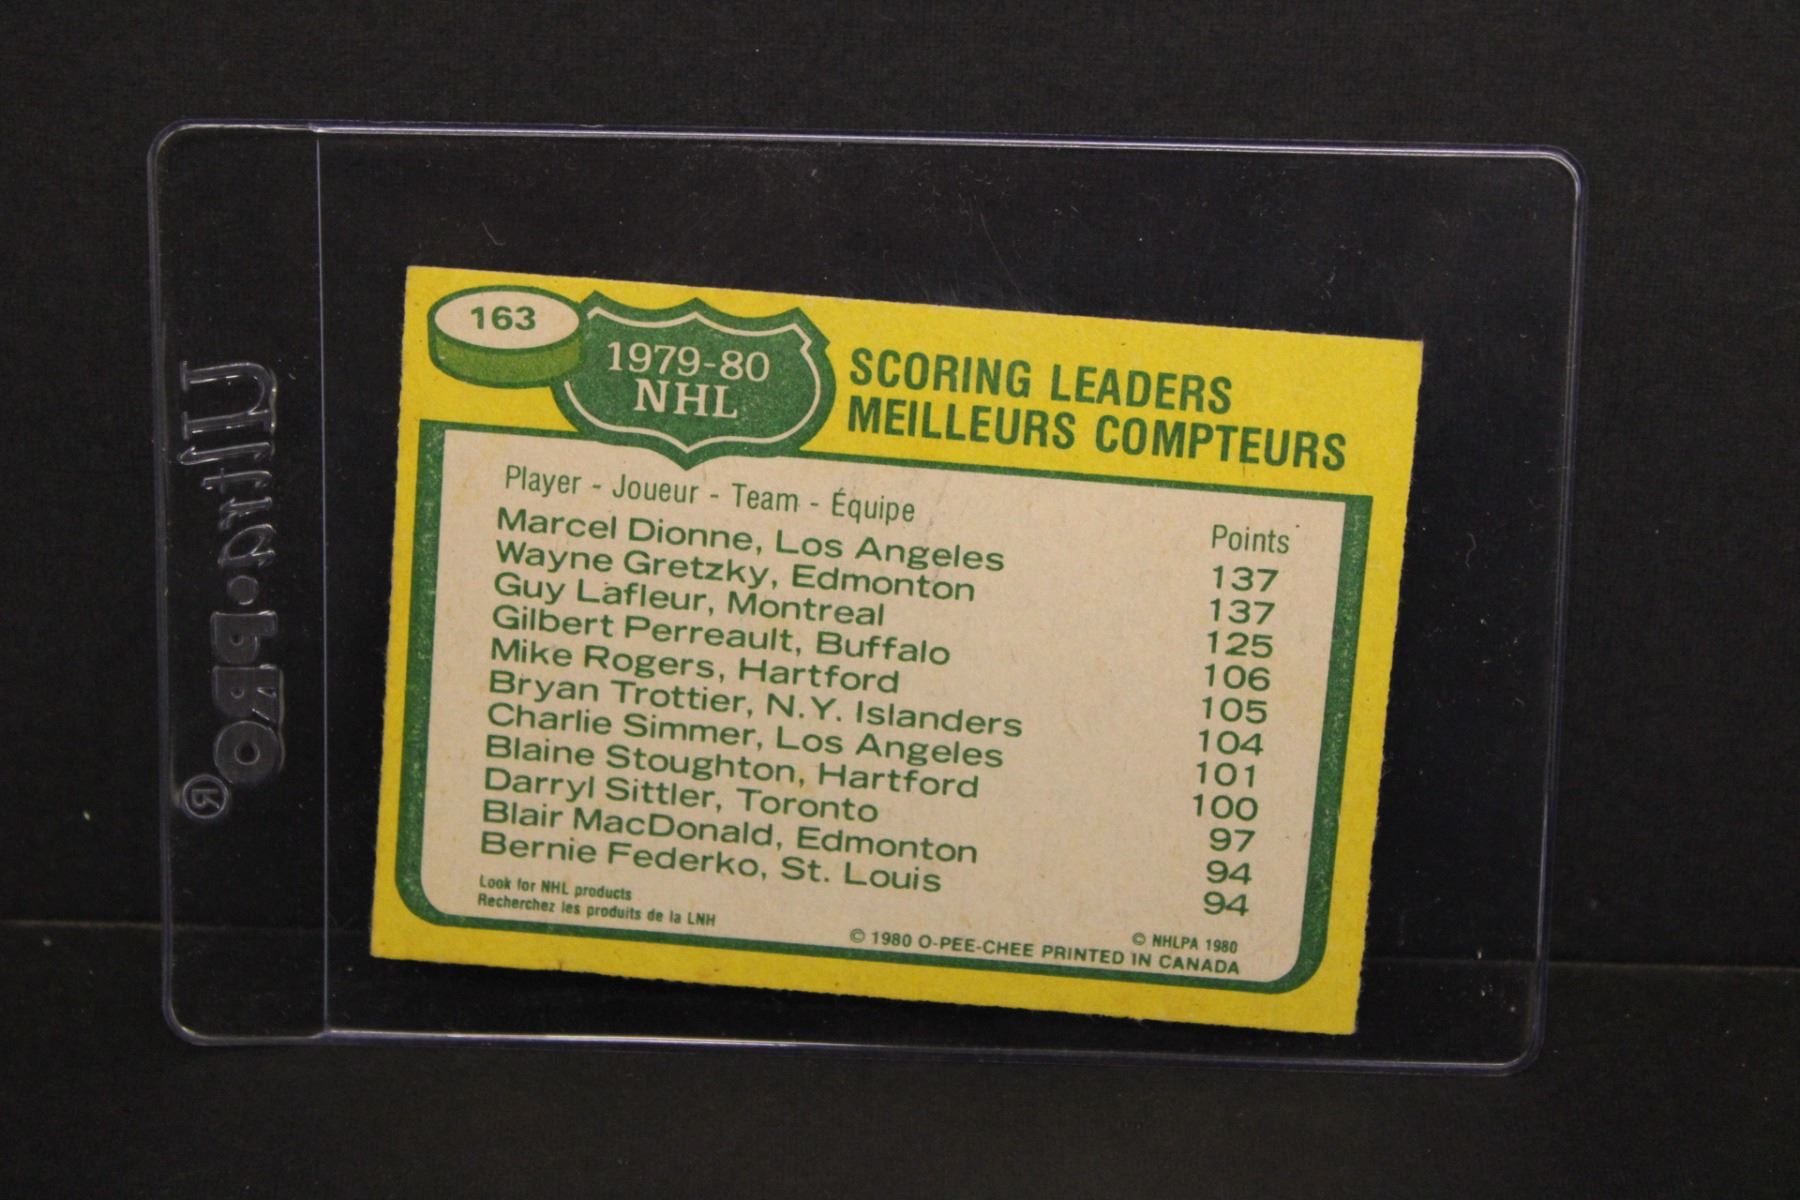 163
1979-80
NHL
SCORING LEADERS
MEILLEURS COMPTEURS
Player - Joueur - Team - Équipe Points
Marcel Dionne, Los Angeles 137
Wayne Gretzky, Edmonton 137
Guy Lafleur, Montreal 125
Gilbert Perreault, Buffalo 106
Mike Rogers, Hartford 105
Bryan Trottier, N.Y. Islanders 104
Charlie Simmer, Los Angeles 101
Blaine Stoughton, Hartford 100
Darryl Sittler, Toronto 97
Blair MacDonald, Edmonton 94
Bernie Federko, St. Louis 94
Look for NHL products
Recherchez les produits de la LNH
© NHLPA 1980
© 1980 O-PEE-CHEE PRINTED IN CANADA
Ultra•PRO®